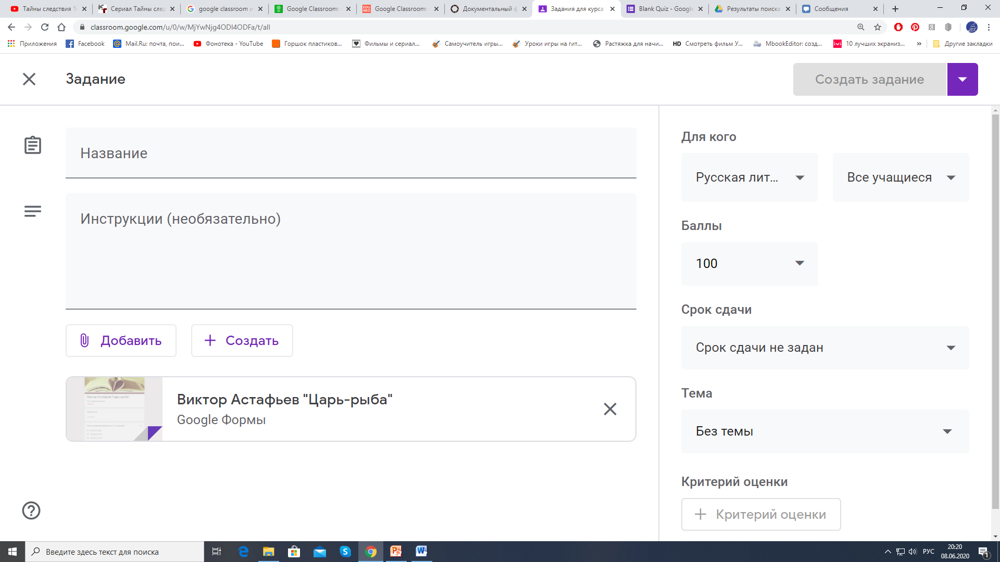 Тайны следствия 1
Сериал Тайны след
google classroom и
Google Classroom:
Google Classroom:
Документальный ф
Задания для курса
Blank Quiz - Google
Результаты поиска
Сообщения
classroom.google.com/u/0/w/MjYwNjg4ODI4ODFa/t/all
Приложения
Facebook
Mail.Ru: почта, пои...
Фонотека - YouTube
Горшок пластиков...
Фильмы и сериал...
Самоучитель игры...
Уроки игры на гит...
Растяжка для начи...
HD Смотреть фильм У...
MbookEditor: созд...
10 лучших экраниз...
»
Другие закладки
Задание
Создать задание
Название
Инструкции (необязательно)
Добавить
Создать
Виктор Астафьев "Царь-рыба"
Google Формы
Для кого
Русская лит...
Все учащиеся
Баллы
100
Срок сдачи
Срок сдачи не задан
Тема
Без темы
Критерий оценки
Критерий оценки
Введите здесь текст для поиска
РУС
20:20
08.06.2020
1